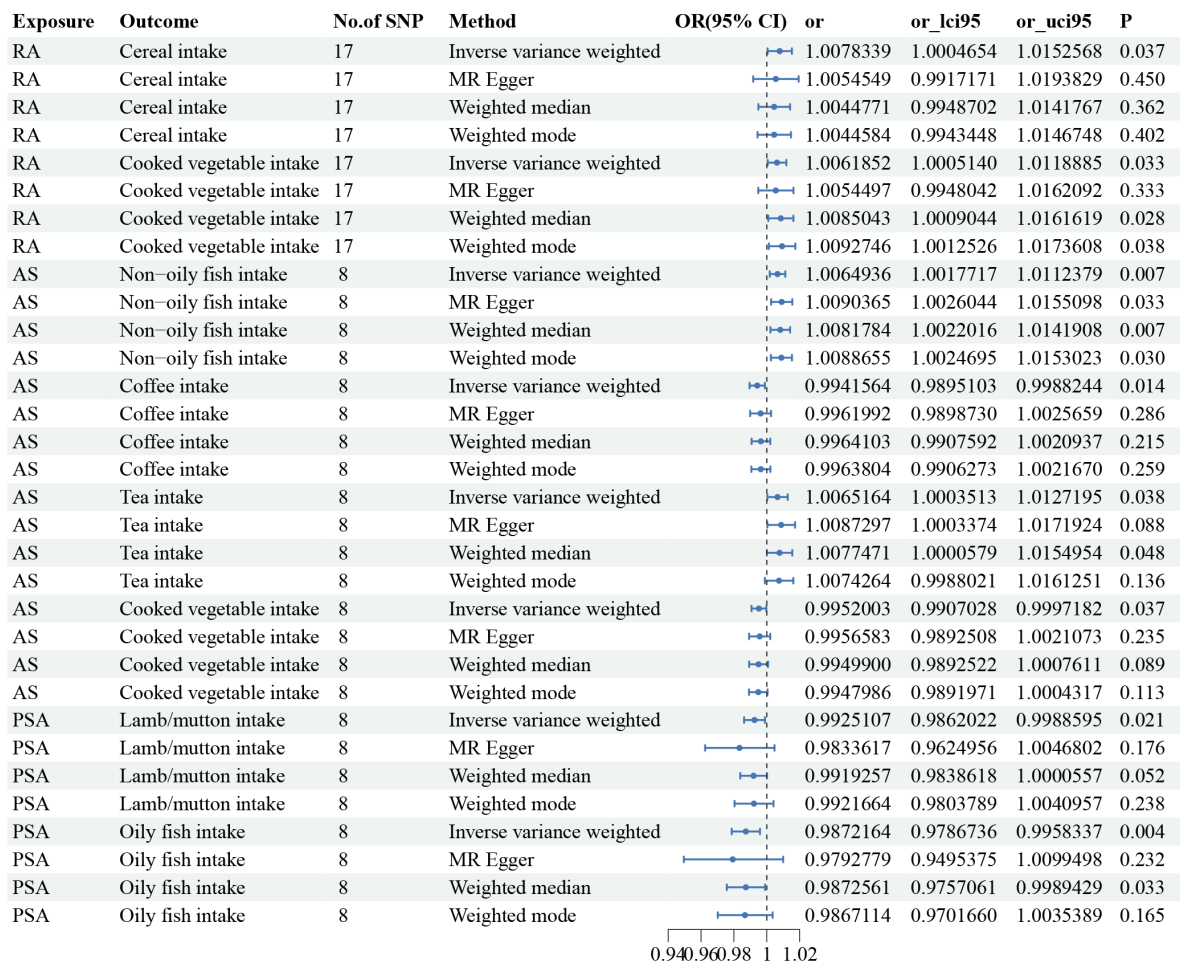 Exposure Outcome No.of SNP Method OR(95% CI) or or_lci95 or_uci95 P
RA Cereal intake 17 Inverse variance weighted 1.0078339 1.0004654 1.0152568 0.037
RA Cereal intake 17 MR Egger 1.0054549 0.9917171 1.0193829 0.450
RA Cereal intake 17 Weighted median 1.0044771 0.9948702 1.0141767 0.362
RA Cereal intake 17 Weighted mode 1.0044584 0.9943448 1.0146748 0.402
RA Cooked vegetable intake 17 Inverse variance weighted 1.0061852 1.0005140 1.0118885 0.033
RA Cooked vegetable intake 17 MR Egger 1.0054497 0.9948042 1.0162092 0.333
RA Cooked vegetable intake 17 Weighted median 1.0085043 1.0009044 1.0161619 0.028
RA Cooked vegetable intake 17 Weighted mode 1.0092746 1.0012526 1.0173608 0.038
AS Non−oily fish intake 8 Inverse variance weighted 1.0064936 1.0017717 1.0112379 0.007
AS Non−oily fish intake 8 MR Egger 1.0090365 1.0026044 1.0155098 0.033
AS Non−oily fish intake 8 Weighted median 1.0081784 1.0022016 1.0141908 0.007
AS Non−oily fish intake 8 Weighted mode 1.0088655 1.0024695 1.0153023 0.030
AS Coffee intake 8 Inverse variance weighted 0.9941564 0.9895103 0.9988244 0.014
AS Coffee intake 8 MR Egger 0.9961992 0.9898730 1.0025659 0.286
AS Coffee intake 8 Weighted median 0.9964103 0.9907592 1.0020937 0.215
AS Coffee intake 8 Weighted mode 0.9963804 0.9906273 1.0021670 0.259
AS Tea intake 8 Inverse variance weighted 1.0065164 1.0003513 1.0127195 0.038
AS Tea intake 8 MR Egger 1.0087297 1.0003374 1.0171924 0.088
AS Tea intake 8 Weighted median 1.0077471 1.0000579 1.0154954 0.048
AS Tea intake 8 Weighted mode 1.0074264 0.9988021 1.0161251 0.136
AS Cooked vegetable intake 8 Inverse variance weighted 0.9952003 0.9907028 0.9997182 0.037
AS Cooked vegetable intake 8 MR Egger 0.9956583 0.9892508 1.0021073 0.235
AS Cooked vegetable intake 8 Weighted median 0.9949900 0.9892522 1.0007611 0.089
AS Cooked vegetable intake 8 Weighted mode 0.9947986 0.9891971 1.0004317 0.113
PSA Lamb/mutton intake 8 Inverse variance weighted 0.9925107 0.9862022 0.9988595 0.021
PSA Lamb/mutton intake 8 MR Egger 0.9833617 0.9624956 1.0046802 0.176
PSA Lamb/mutton intake 8 Weighted median 0.9919257 0.9838618 1.0000557 0.052
PSA Lamb/mutton intake 8 Weighted mode 0.9921664 0.9803789 1.0040957 0.238
PSA Oily fish intake 8 Inverse variance weighted 0.9872164 0.9786736 0.9958337 0.004
PSA Oily fish intake 8 MR Egger 0.9792779 0.9495375 1.0099498 0.232
PSA Oily fish intake 8 Weighted median 0.9872561 0.9757061 0.9989429 0.033
PSA Oily fish intake 8 Weighted mode 0.9867114 0.9701660 1.0035389 0.165
0.94 0.96 0.98 1 1.02